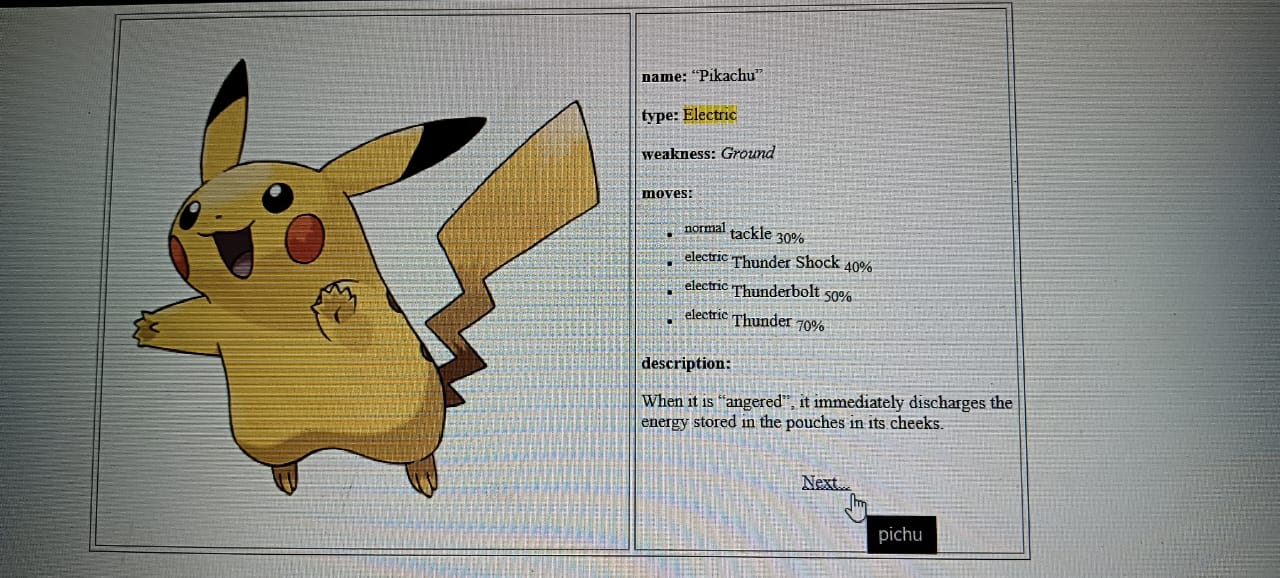 name: “Pikachu”
type: Electric
weakness: Ground
moves:
normal tackle 30%
electric Thunder Shock 40%
electric Thunderbolt 50%
electric Thunder 70%
description:
When it is “angered”, it immediately discharges the
energy stored in the pouches in its cheeks.
Next...
pichu